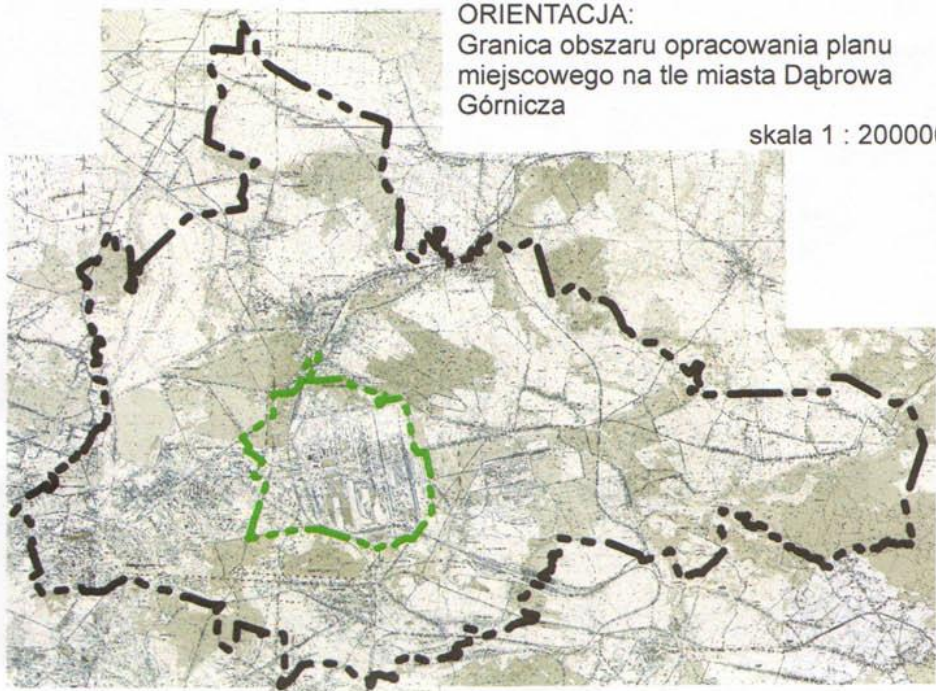 ORIENTACJA:
Granica obszaru opracowania planu
miejscowego na tle miasta Dąbrowa
Górnicza
skala 1 : 200000